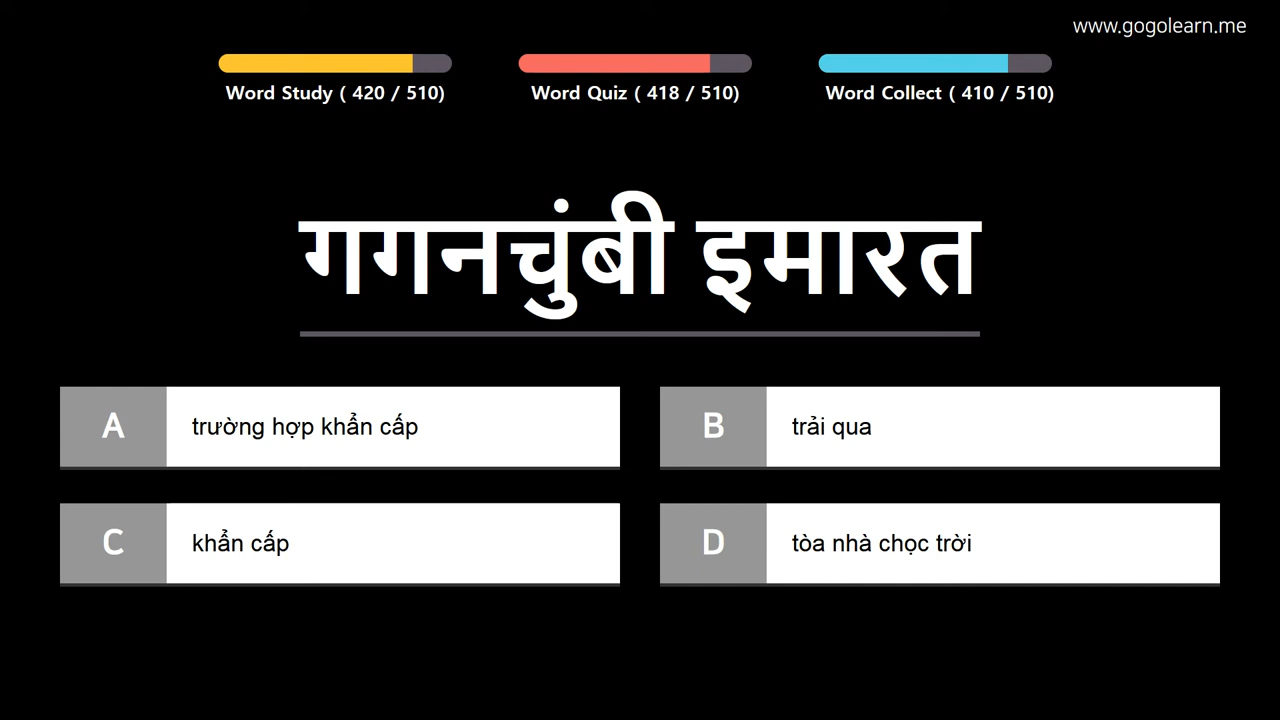 www.gogolearn.me
Word Study ( 420 / 510)
Word Quiz ( 418 / 510)
Word Collect ( 410 / 510)
गगनचुंबी इमारत
A trường hợp khẩn cấp
B trải qua
C khẩn cấp
D tòa nhà chọc trời